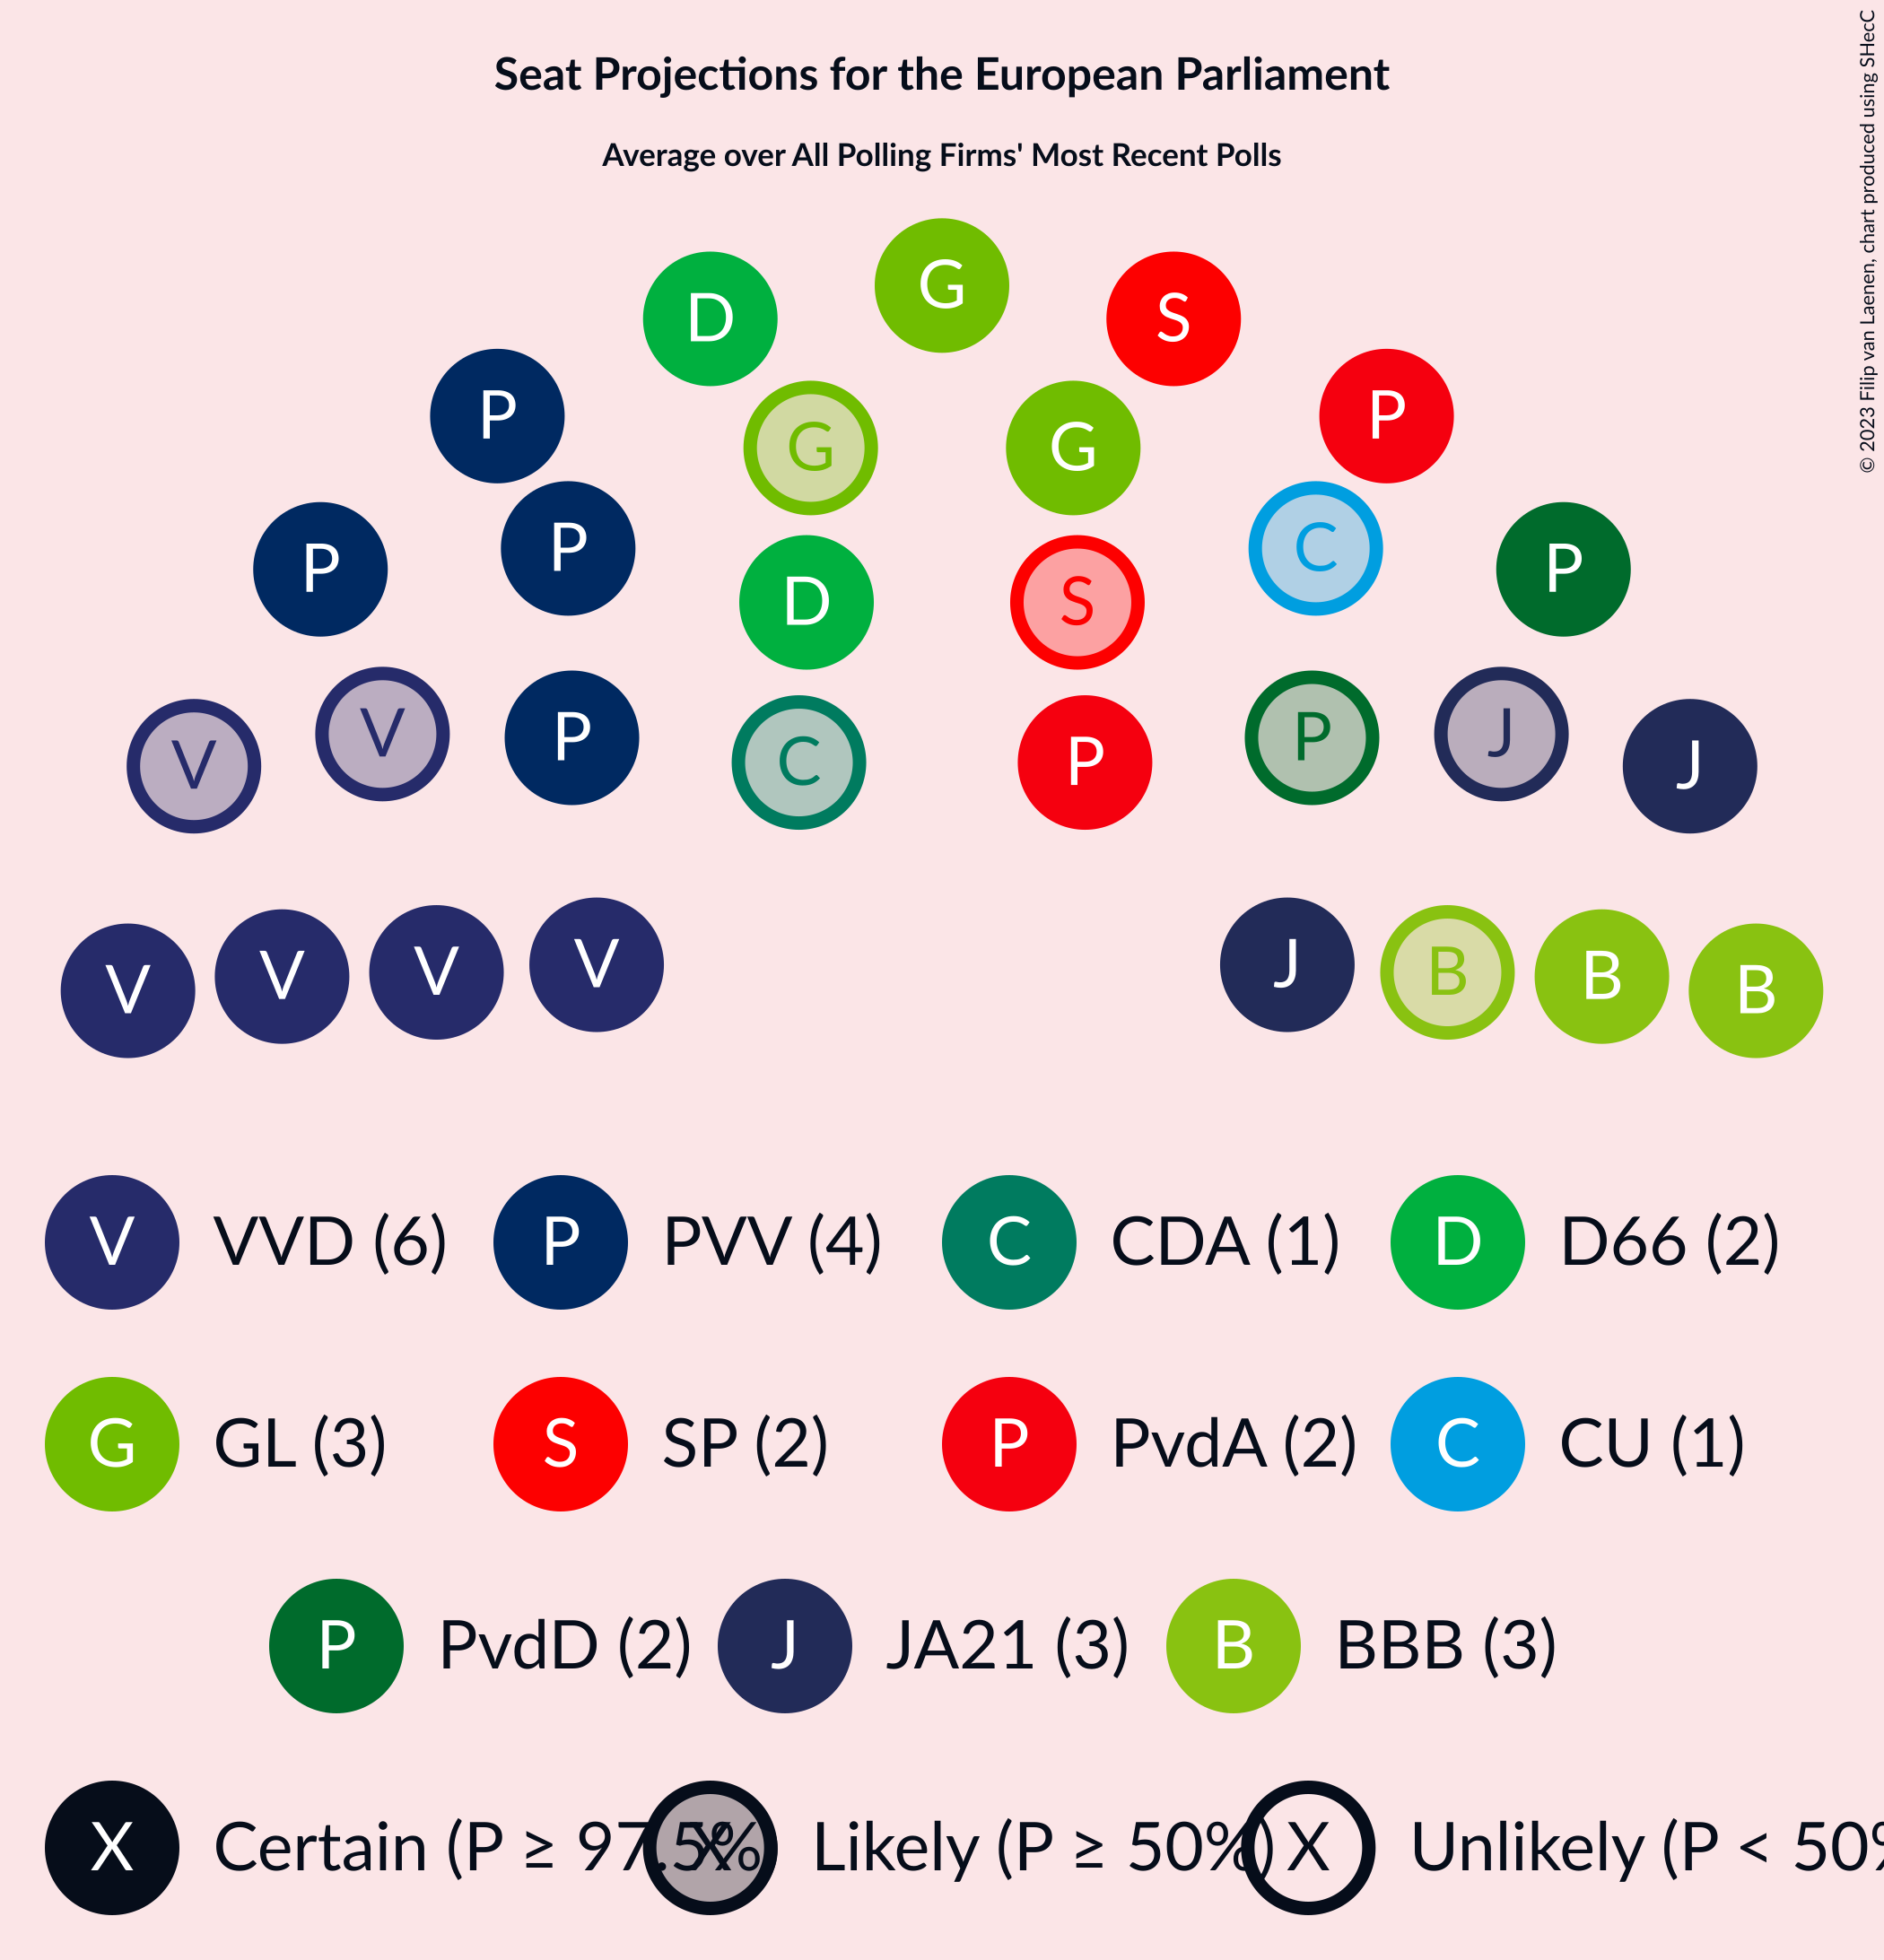 Seat Projections for the European Parliament
Average over All Polling Firms' Most Recent Polls
© 2023 Filip van Laenen, chart produced using SHecC
G
D S
P P
G G
P P C P
D S
V V P C P P J J
V V V V J B B B
V VVD (6) P PVV (4) C CDA (1) D D66 (2)
G GL (3) S SP (2) P PvdA (2) C CU (1)
P PvdD (2) J JA21 (3) B BBB (3)
X Certain (P ≥ 97.5% X Likely (P ≥ 50%) X Unlikely (P < 50%